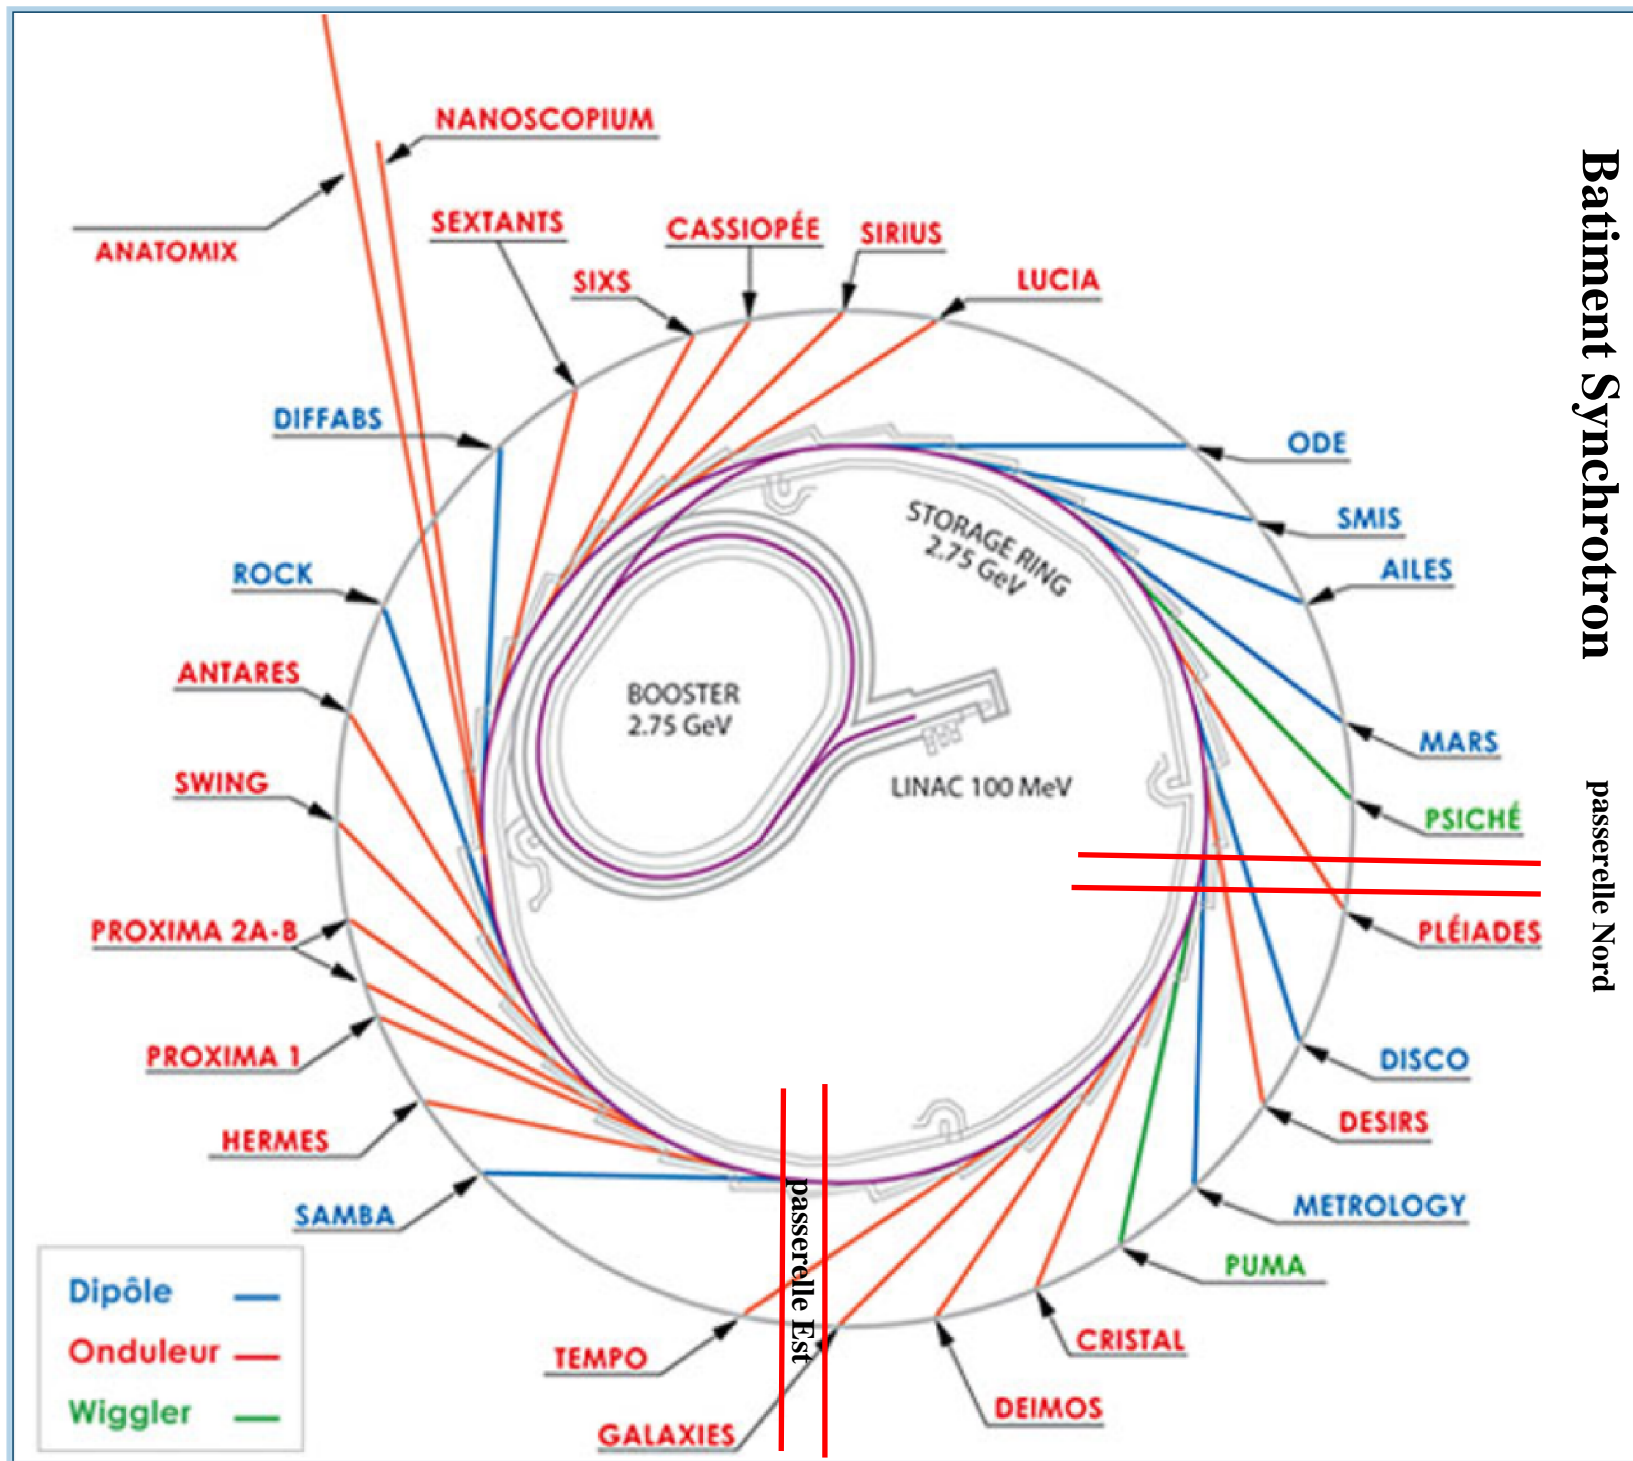 NANOSCOPIUM
ANATOMIX
SEXTANTS
CASSIOPÉE
SIRIUS
SIXS
LUCIA
DIFFABS
ODE
SMIS
AILES
ROCK
ANTARES
SWING
MARS
PSICHÉ
PLÉIADES
PROXIMA 2A-B
PROXIMA 1
DISCO
DESIRS
HERMES
SAMBA
METROLOGY
PUMA
CRISTAL
TEMPO
DEIMOS
GALAXIES
STORAGE RING
2.75 GeV
BOOSTER
2.75 GeV
LINAC 100 MeV
Batiment Synchrotron
passerelle Nord
passerelle Est
Dipôle
Onduleur
Wiggler